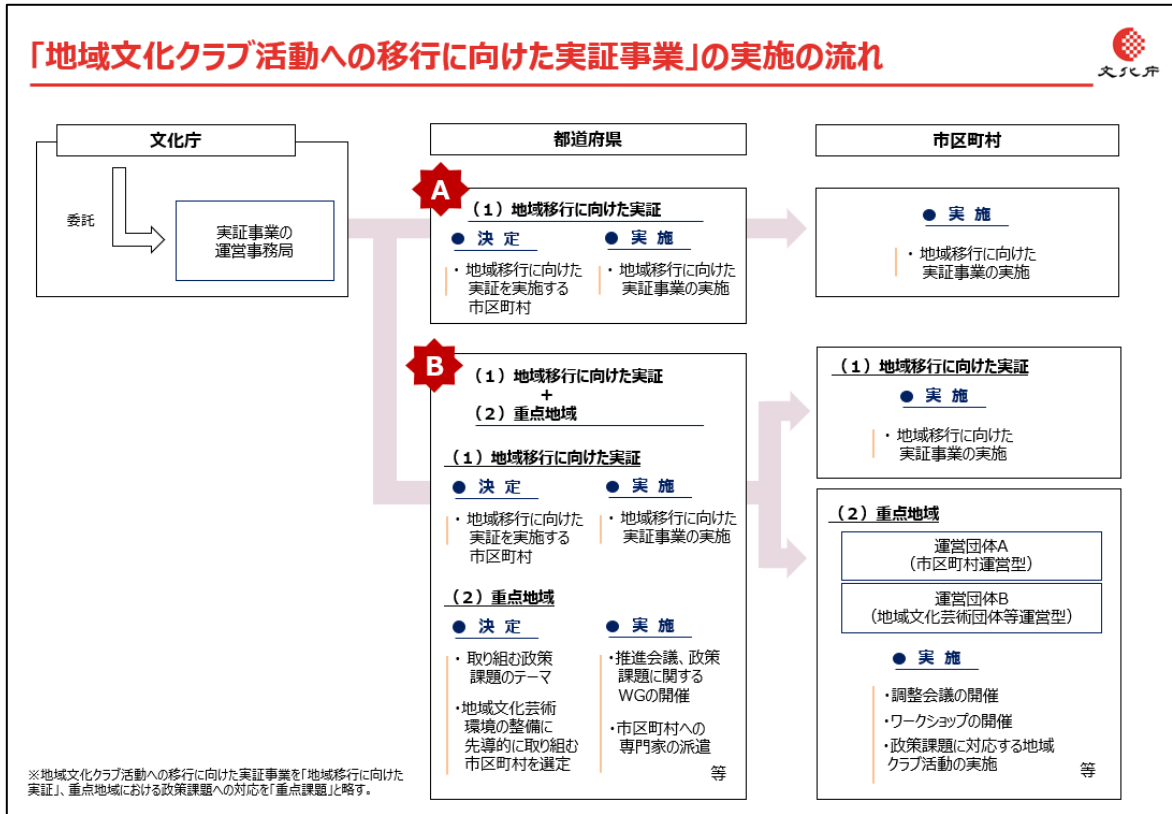 「地域文化クラブ活動への移行に向けた実証事業」の実施の流れ
文化庁
文化庁
委託
実証事業の
運営事務局
都道府県
A
（１）地域移行に向けた実証
● 決 定
・ 地域移行に向けた
実証を実施する
市区町村
● 実 施
・ 地域移行に向けた
実証事業の実施
B
（１）地域移行に向けた実証
+
（２）重点地域
（１）地域移行に向けた実証
● 決 定
・ 地域移行に向けた
実証を実施する
市区町村
● 実 施
・ 地域移行に向けた
実証事業の実施
（２）重点地域
● 決 定
・ 取り組む政策
課題のテーマ
・地域文化芸術
環境の整備に
先導的に取り組む
市区町村を選定
● 実 施
・推進会議、政策
課題に関する
WGの開催
・市区町村への
専門家の派遣
等
市区町村
● 実 施
・ 地域移行に向けた
実証事業の実施
（１）地域移行に向けた実証
● 実 施
・ 地域移行に向けた
実証事業の実施
（２）重点地域
運営団体A
（市区町村運営型）
運営団体B
（地域文化芸術団体等運営型）
● 実 施
・調整会議の開催
・ワークショップの開催
・政策課題に対応する地域
クラブ活動の実施
等
※地域文化クラブ活動への移行に向けた実証事業を「地域移行に向けた
実証」、重点地域における政策課題への対応を「重点課題」と略す。